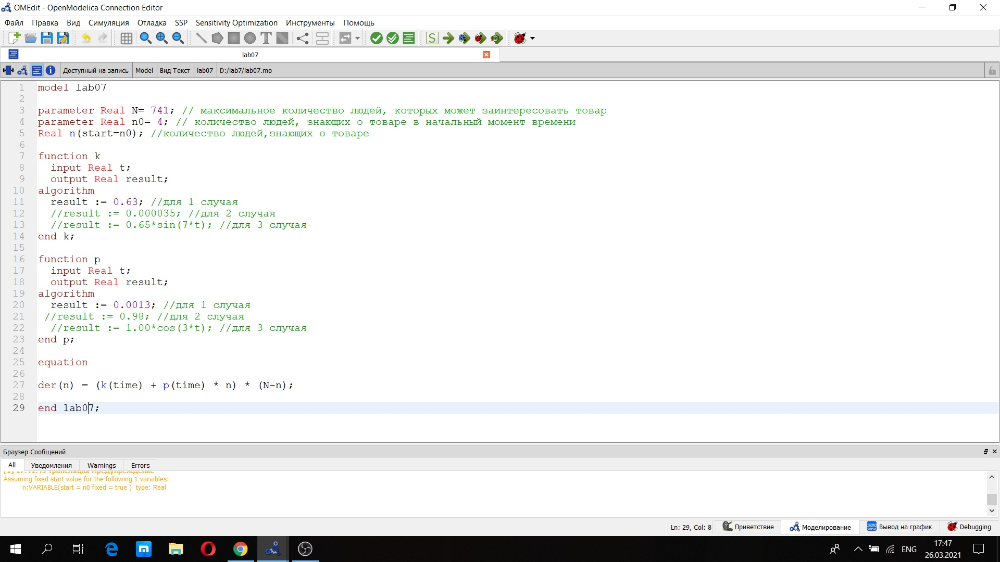 OMEdit - OpenModelica Connection Editor
Файл Правка Вид Симуляция Отладка SSP Sensitivity Optimization Инструменты Помощь
lab07
Доступный на запись Model Вид Текст lab07 D:/lab7/lab07.mo
1 model lab07
2
3 parameter Real N= 741; // максимальное количество людей, которых может заинтересовать товар
4 parameter Real n0= 4; // количество людей, знающих о товаре в начальный момент времени
5 Real n(start=n0); //количество людей,знающих о товаре
6
7 function k
8 input Real t;
9 output Real result;
10 algorithm
11 result := 0.63; //для 1 случая
12 //result := 0.000035; //для 2 случая
13 //result := 0.65*sin(7*t); //для 3 случая
14 end k;
15
16 function p
17 input Real t;
18 output Real result;
19 algorithm
20 result := 0.0013; //для 1 случая
21 //result := 0.98; //для 2 случая
22 //result := 1.00*cos(3*t); //для 3 случая
23 end p;
24
25 equation
26
27 der(n) = (k(time) + p(time) * n) * (N-n);
28
29 end lab07;
Браузер Сообщений
All Уведомления Warnings Errors
Assuming fixed start value for the following 1 variables:
n:VARIABLE(start = n0 fixed = true ) type: Real
Ln: 29, Col: 8 Приветствие Моделирование Вывод на график Debugging
ENG 17:47
26.03.2021